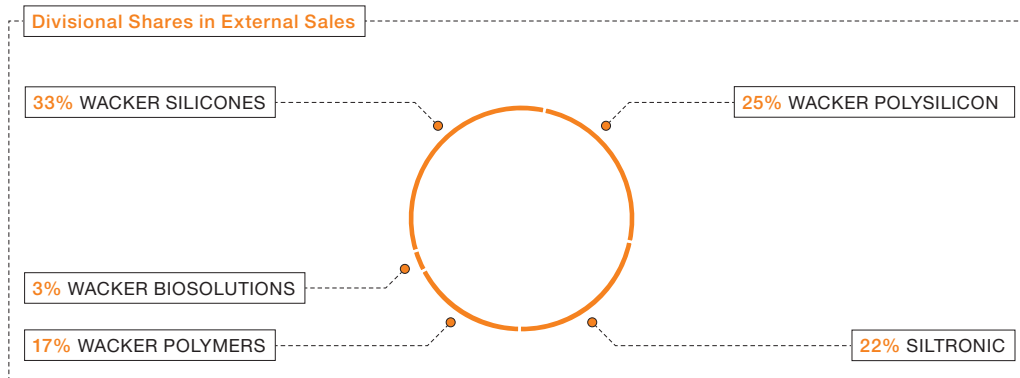 Divisional Shares in External Sales
33% WACKER SILICONES
25% WACKER POLYSILICON
3% WACKER BIOSOLUTIONS
17% WACKER POLYMERS
22% SILTRONIC